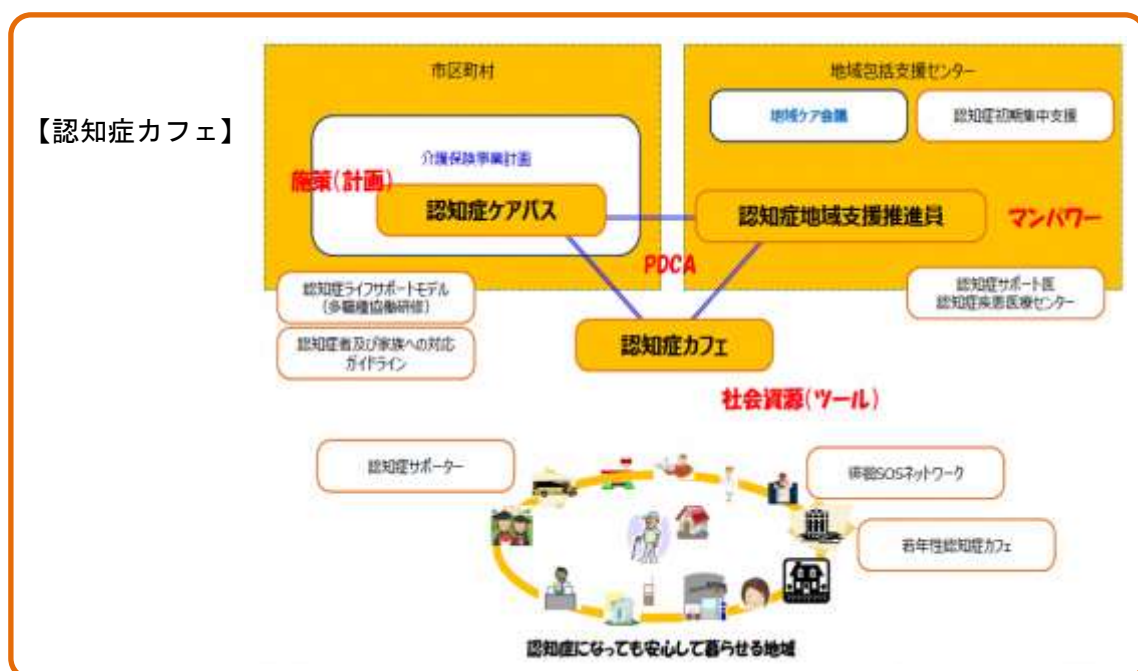 【認知症カフェ】
市区町村
地域包括支援センター
地域ケア会議
認知症初期集中支援
介護保険事業計画
施策(計画)
認知症ケアパス
認知症地域支援推進員
マンパワー
PDCA
認知症ライフサポートモデル
(多職種協働研修)
認知症サポート医
認知症疾患医療センター
認知症者及び家族への対応
ガイドライン
認知症カフェ
社会資源(ツール)
認知症サポーター
徘徊SOSネットワーク
若年性認知症カフェ
認知症になっても安心して暮らせる地域